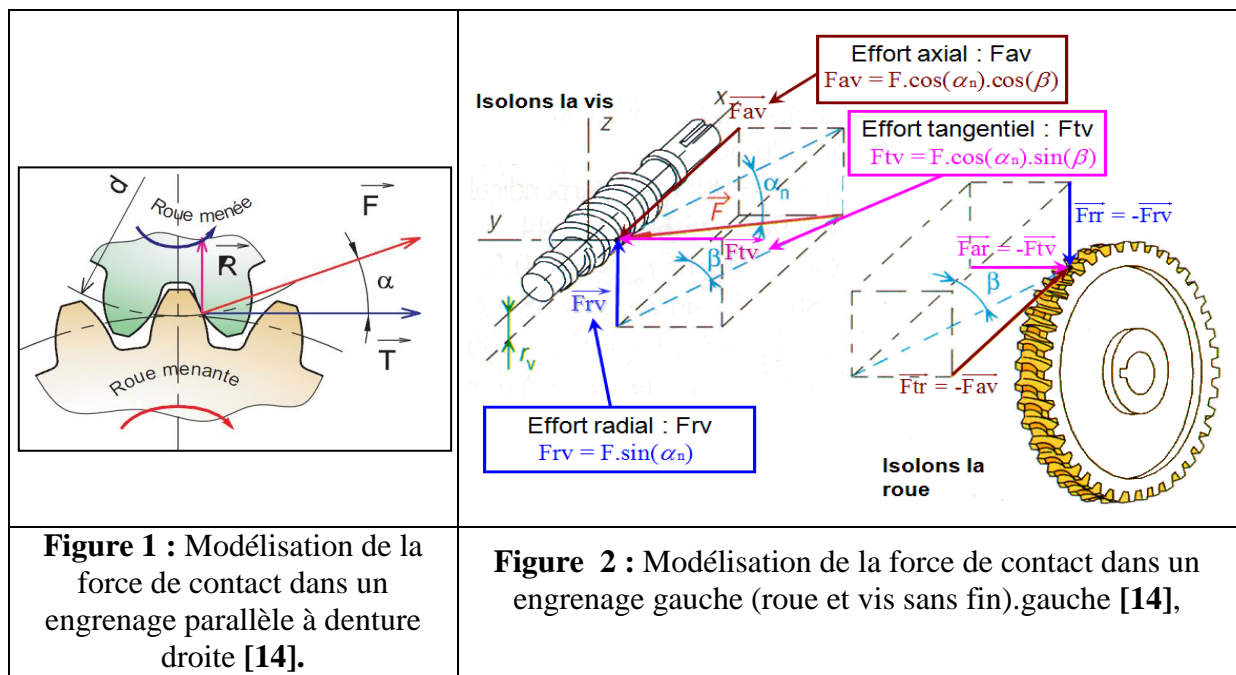 d
Roue menée
F
R
α
T
Roue menante
Effort axial : Fav
Fav = F.cos(αn).cos(β)
Isolons la vis
x
Fav
z
Effort tangentiel : Ftv
Ftv = F.cos(αn).sin(β)
αn
F
y
Ftv
β
Frv
rv
Frr = -Frv
Far = -Ftv
β
Ftr = -Fav
Effort radial : Frv
Frv = F.sin(αn)
Isolons la
roue
Figure 1 : Modélisation de la
force de contact dans un
engrenage parallèle à denture
droite [14].
Figure 2 : Modélisation de la force de contact dans un
engrenage gauche (roue et vis sans fin).gauche [14],